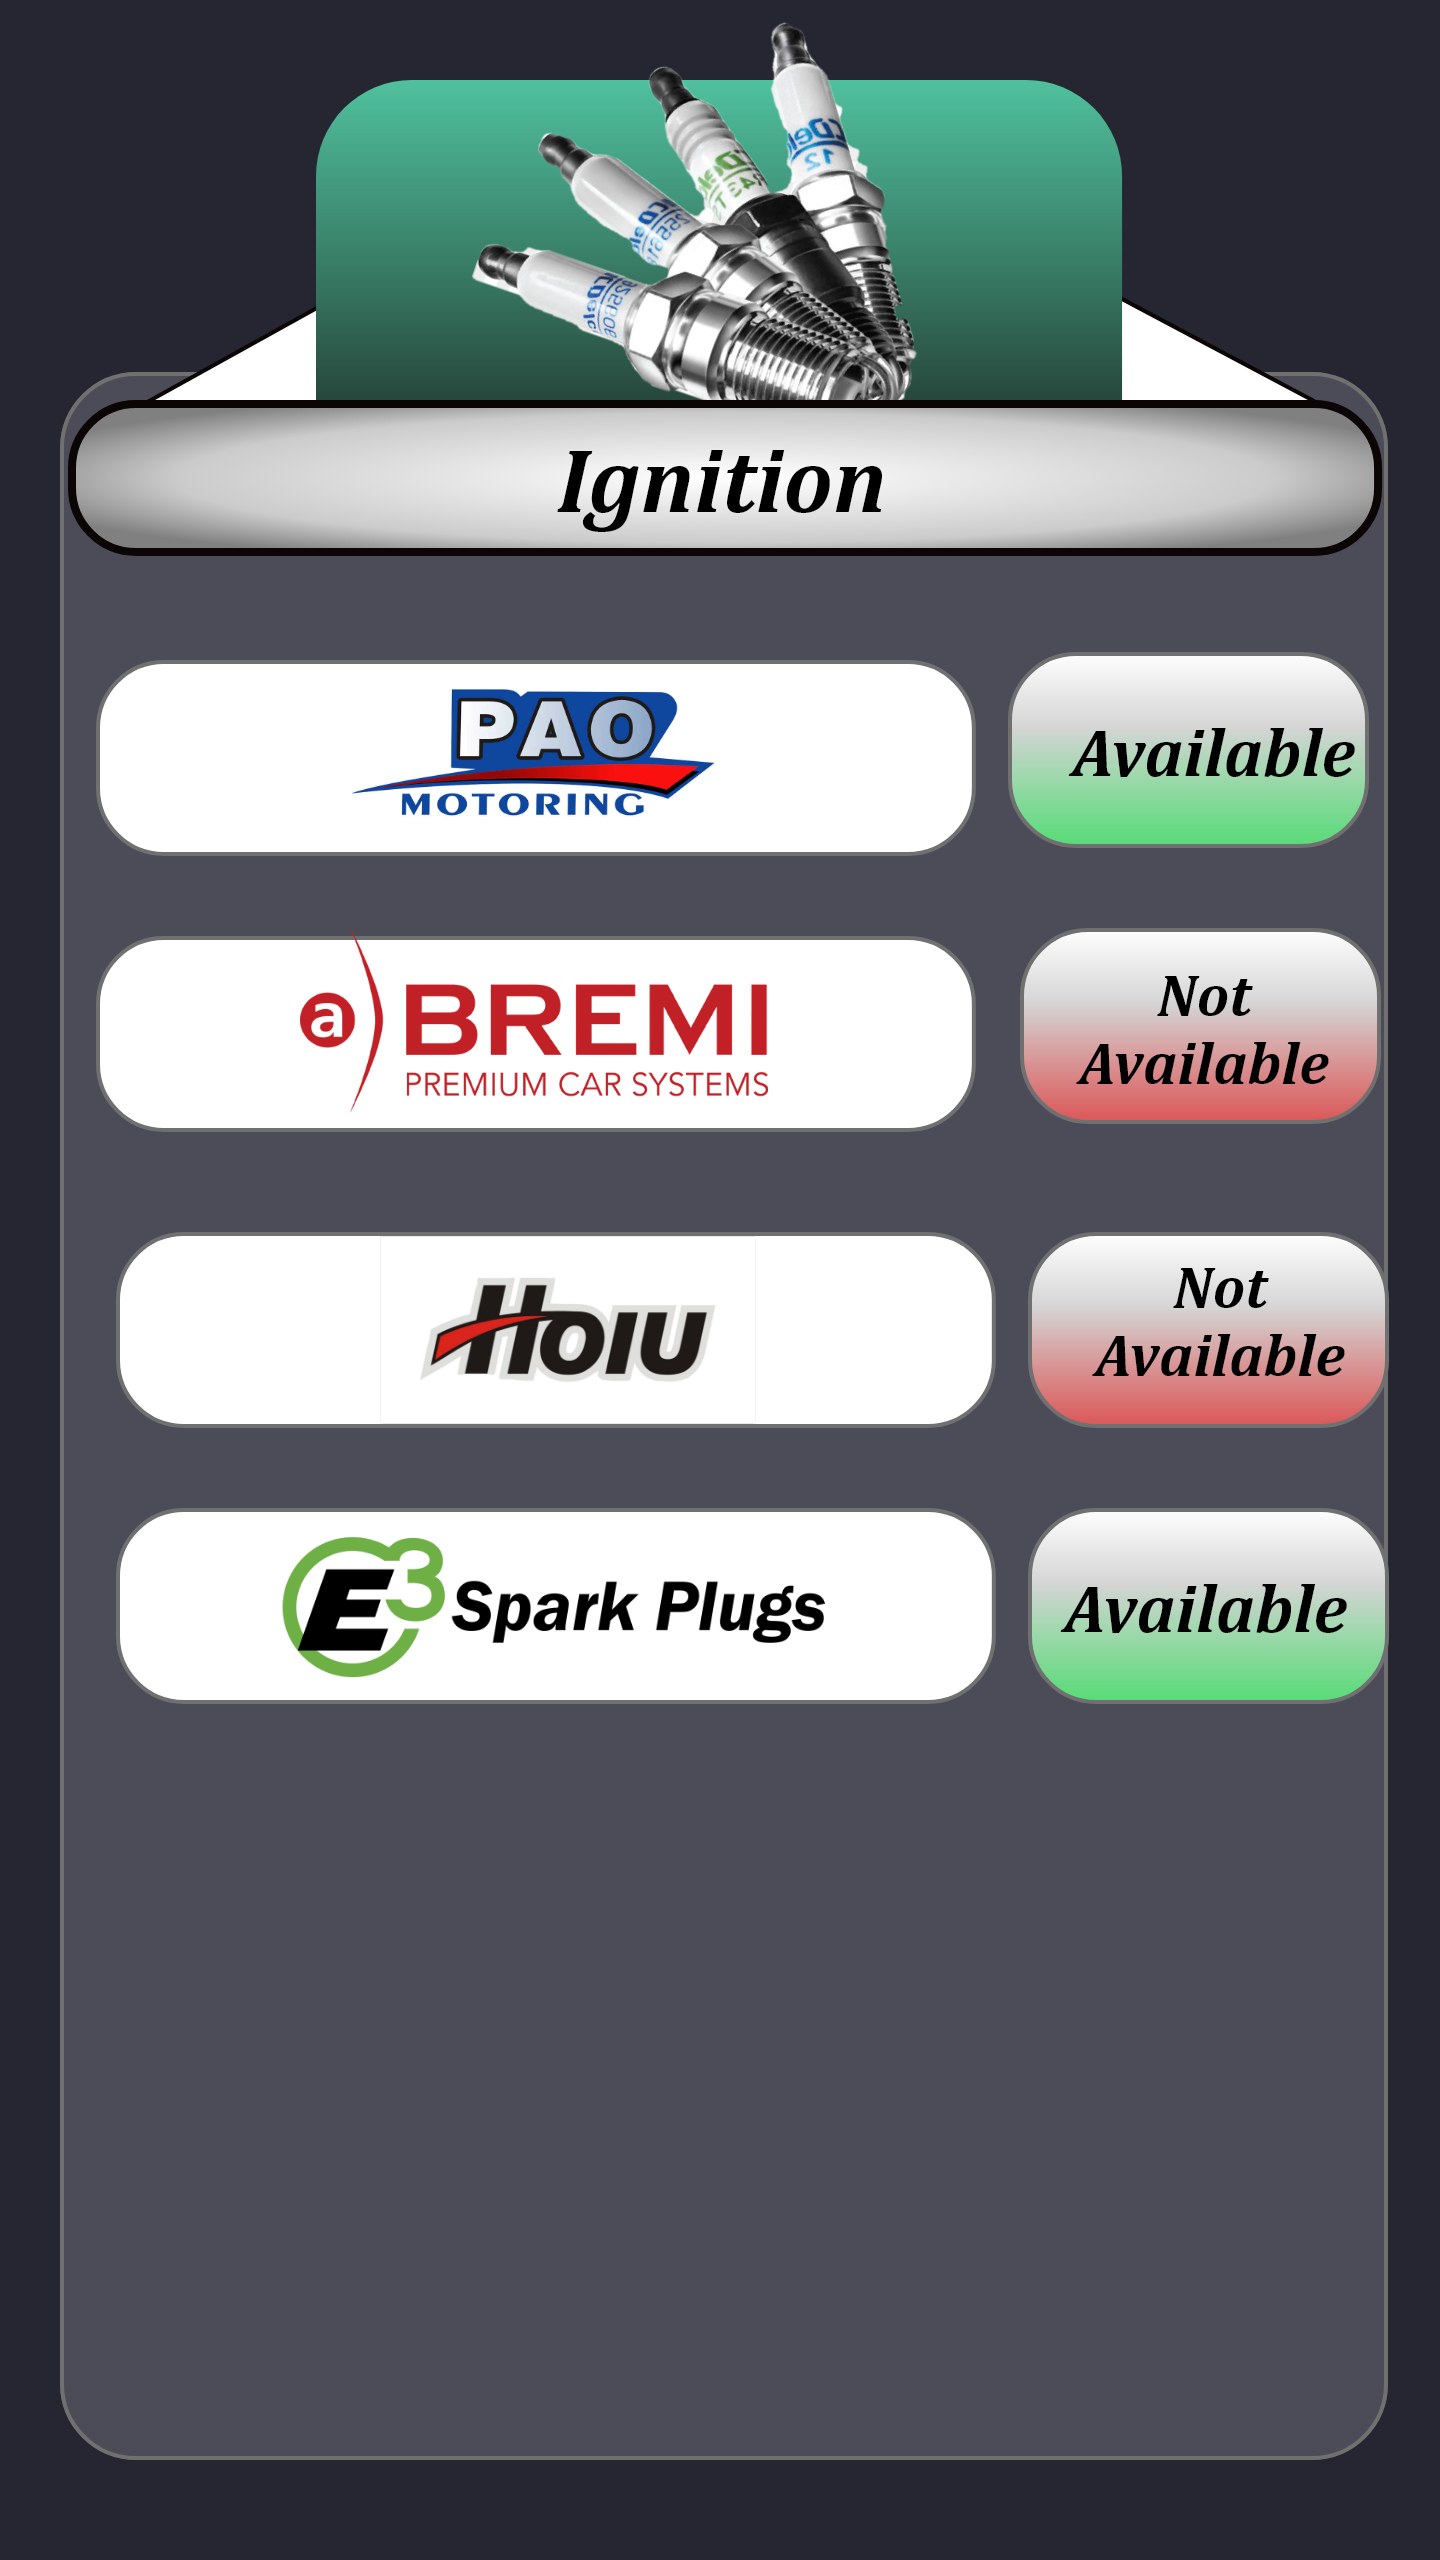 Ignition
PAO
MOTORING
Available
a BREMI
PREMIUM CAR SYSTEMS
Not
Available
HOIU
Not
Available
E3 Spark Plugs
Available